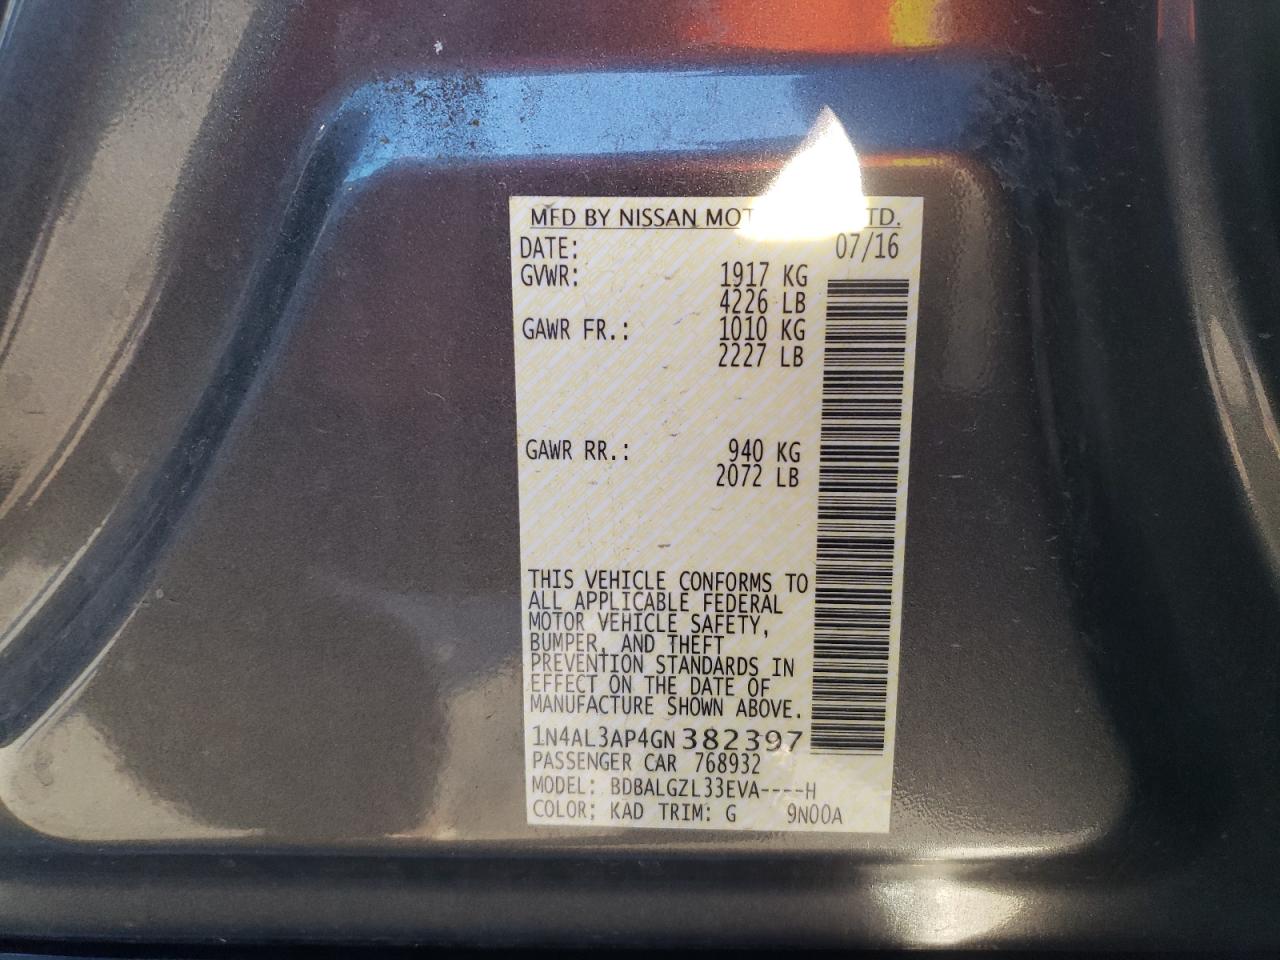 MFD BY NISSAN LTD.
DATE: 07/16
GVWR: 1917 KG
4226 LB
GAWR FR.: 1010 KG
2227 LB
GAWR RR.: 940 KG
2072 LB
THIS VEHICLE CONFORMS TO
ALL APPLICABLE FEDERAL
MOTOR VEHICLE SAFETY,
BUMPER, AND THEFT
PREVENTION STANDARDS IN
EFFECT ON THE DATE OF
MANUFACTURE SHOWN ABOVE.
1N4AL3AP4GN382397
PASSENGER CAR 768932
MODEL: BDBALGZL33EVA----H
COLOR; KAD TRIM: G 9N00A